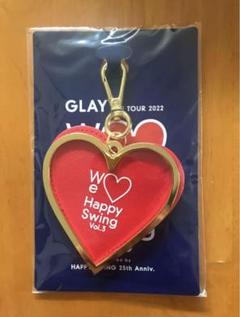 GLAY TOUR 2022
We♡
Happy
Swing
Vol.3
HAPPY SWING 25th Anniv.